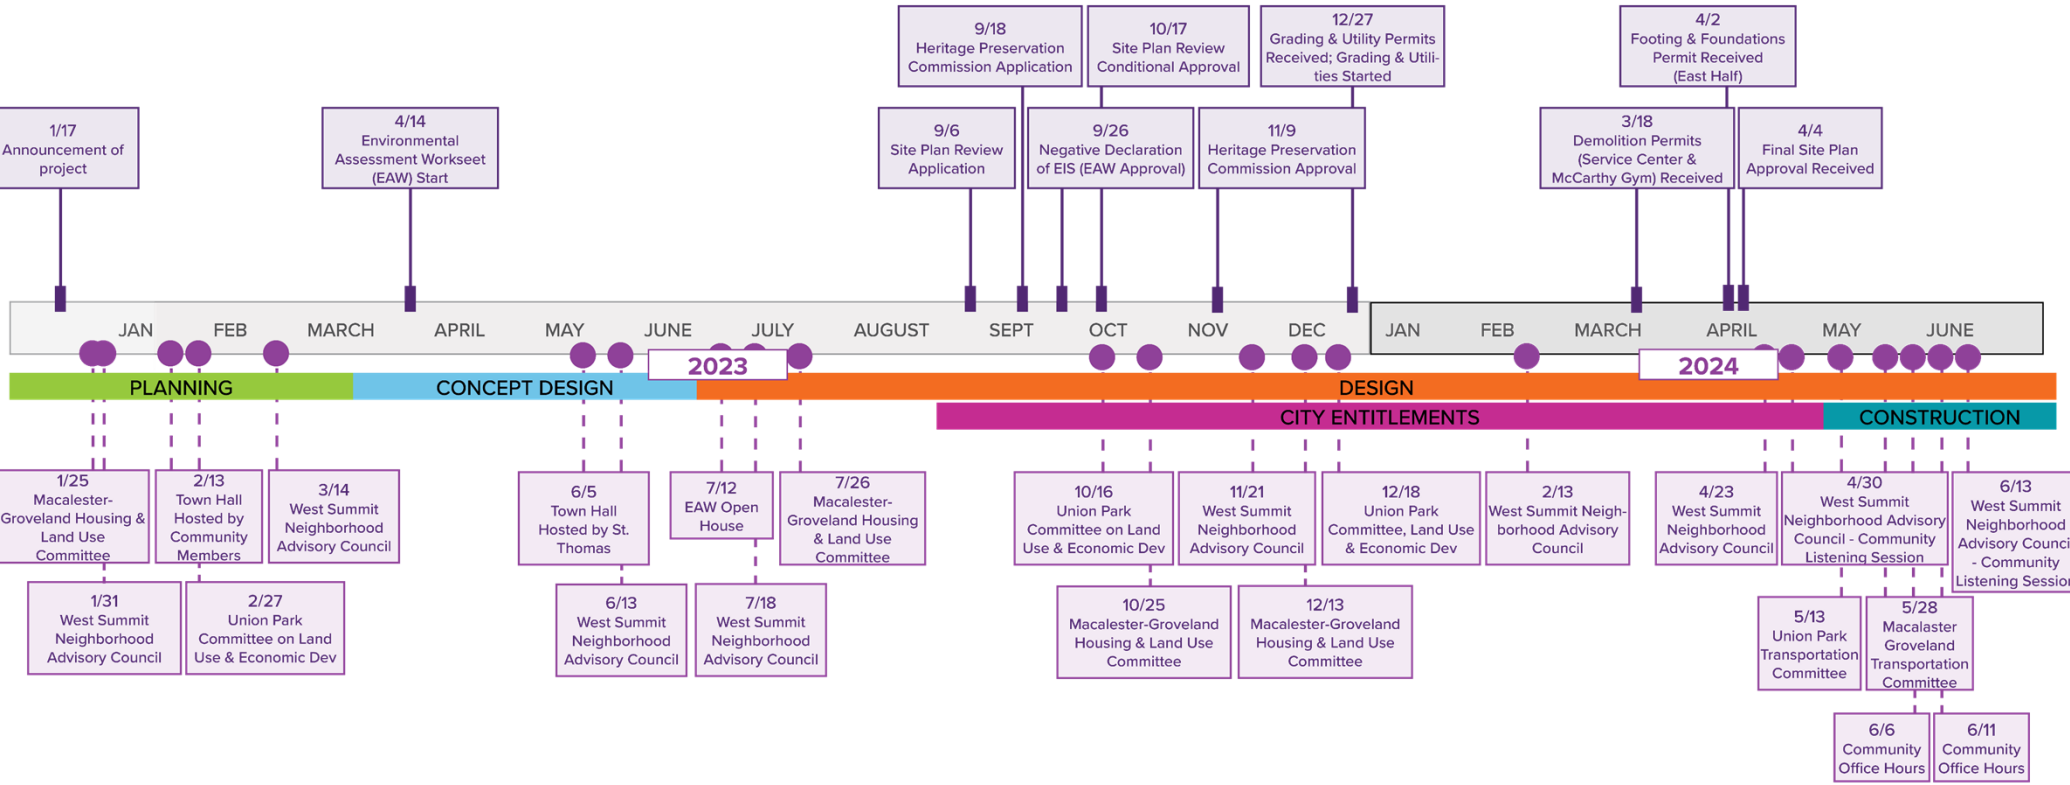 9/18
Heritage Preservation
Commission Application
10/17
Site Plan Review
Conditional Approval
12/27
Grading & Utility Permits
Received; Grading & Utili-
ties Started
4/2
Footing & Foundations
Permit Received
(East Half)
1/17
Announcement of
project
4/14
Environmental
Assessment Workseet
(EAW) Start
9/6
Site Plan Review
Application
9/26
Negative Declaration
of EIS (EAW Approval)
11/9
Heritage Preservation
Commission Approval
3/18
Demolition Permits
(Service Center &
McCarthy Gym) Received
4/4
Final Site Plan
Approval Received
JAN FEB MARCH APRIL MAY JUNE JULY AUGUST SEPT OCT NOV DEC JAN FEB MARCH APRIL MAY JUNE
2023 2024
PLANNING CONCEPT DESIGN DESIGN
CITY ENTITLEMENTS CONSTRUCTION
1/25
Macalester-
Groveland Housing &
Land Use
Committee
2/13
Town Hall
Hosted by
Community
Members
3/14
West Summit
Neighborhood
Advisory Council
6/5
Town Hall
Hosted by St.
Thomas
7/12
EAW Open
House
7/26
Macalester-
Groveland Housing
& Land Use
Committee
10/16
Union Park
Committee on Land
Use & Economic Dev
11/21
West Summit
Neighborhood
Advisory Council
12/18
Union Park
Committee, Land Use
& Economic Dev
2/13
West Summit Neigh-
borhood Advisory
Council
4/23
West Summit
Neighborhood
Advisory Council
4/30
West Summit
Neighborhood Advisory
Council - Community
Listening Session
6/13
West Summit
Neighborhood
Advisory Counci
- Community
Listening Session
1/31
West Summit
Neighborhood
Advisory Council
2/27
Union Park
Committee on Land
Use & Economic Dev
6/13
West Summit
Neighborhood
Advisory Council
7/18
West Summit
Neighborhood
Advisory Council
10/25
Macalester-Groveland
Housing & Land Use
Committee
12/13
Macalester-Groveland
Housing & Land Use
Committee
5/13
Union Park
Transportation
Committee
5/28
Macalaster
Groveland
Transportation
Committee
6/6
Community
Office Hours
6/11
Community
Office Hours